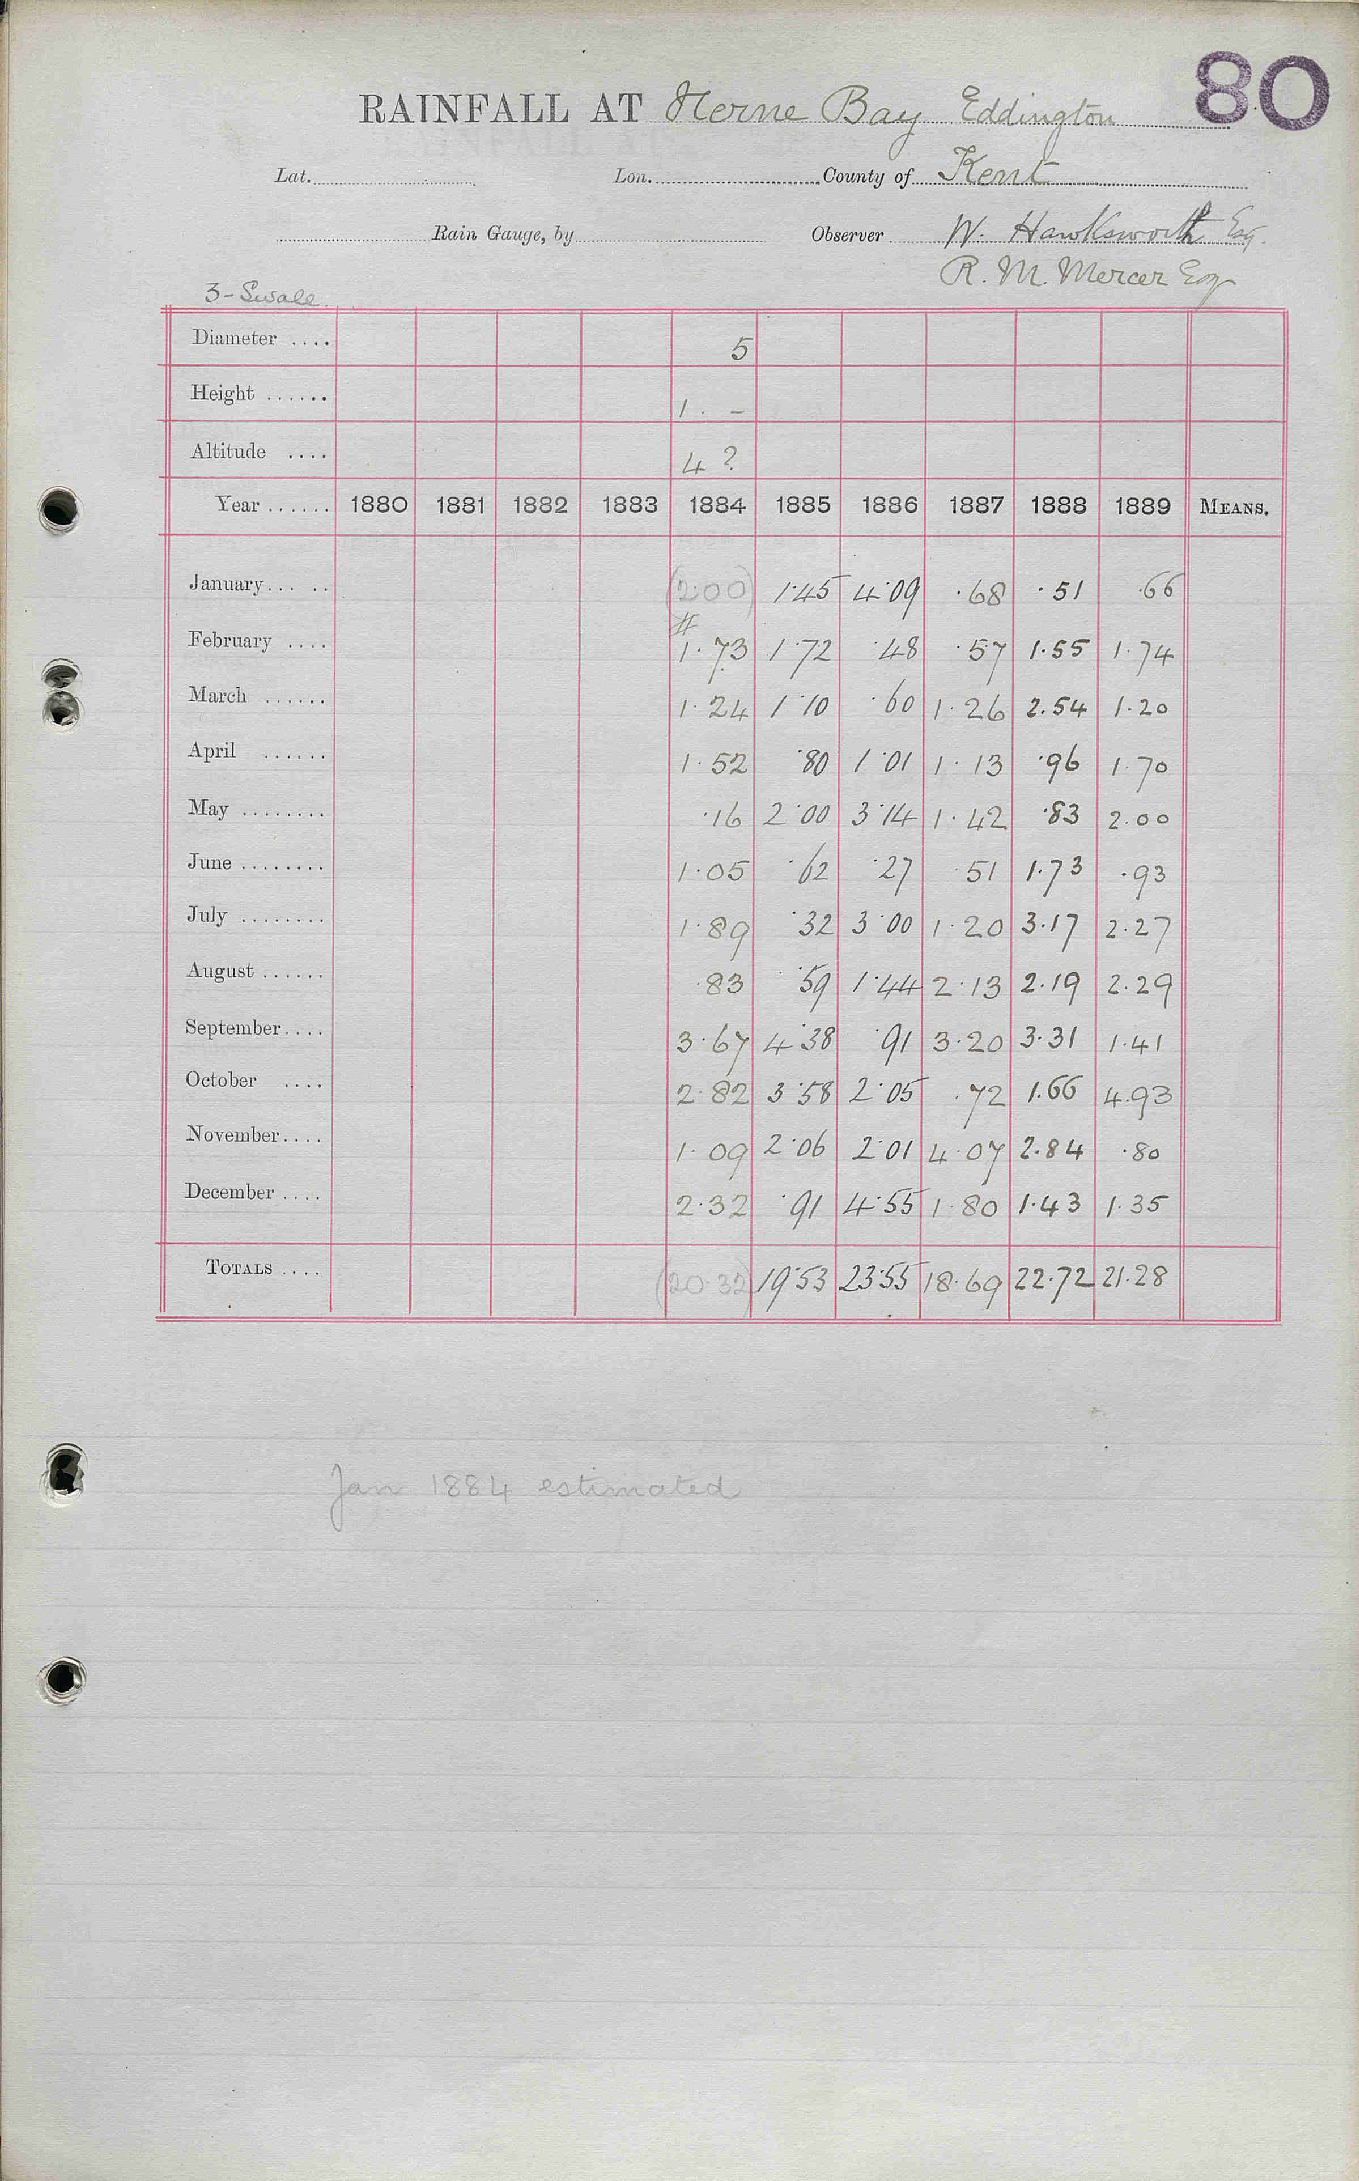 80
RAINFALL AT Herne Bay Eddington
Lat. Lon. County of Kent
Rain Gauge, by Observer W. Hawksworth Esq.
R. M. Mercer Esq
3-Swale
Diameter .... 5
Height ...... 1. -
Altitude .... 4 ?
Year ...... 1880 1881 1882 1883 1884 1885 1886 1887 1888 1889 MEANS.
January... .. (2.00) 1.45 4.09 .68 .51 .66
#
February .... 1.73 1.72 .48 .57 1.55 1.74
March ...... 1.24 1.10 .60 1.26 2.54 1.20
April ...... 1.52 .80 1.01 1.13 .96 1.70
May ........ .16 2.00 3.14 1.42 .83 2.00
June ........ 1.05 .62 .27 .51 1.73 .93
July ........ 1.89 .32 3.00 1.20 3.17 2.27
August ...... .83 .59 1.44 2.13 2.19 2.29
September.... 3.67 4.38 .91 3.20 3.31 1.41
October .... 2.82 3.58 2.05 .72 1.66 4.93
November.... 1.09 2.06 2.01 4.07 2.84 .80
December .... 2.32 .91 4.55 1.80 1.43 1.35
TOTALS .... (20.32) 19.53 23.55 18.69 22.72 21.28
Jan 1884 estimated